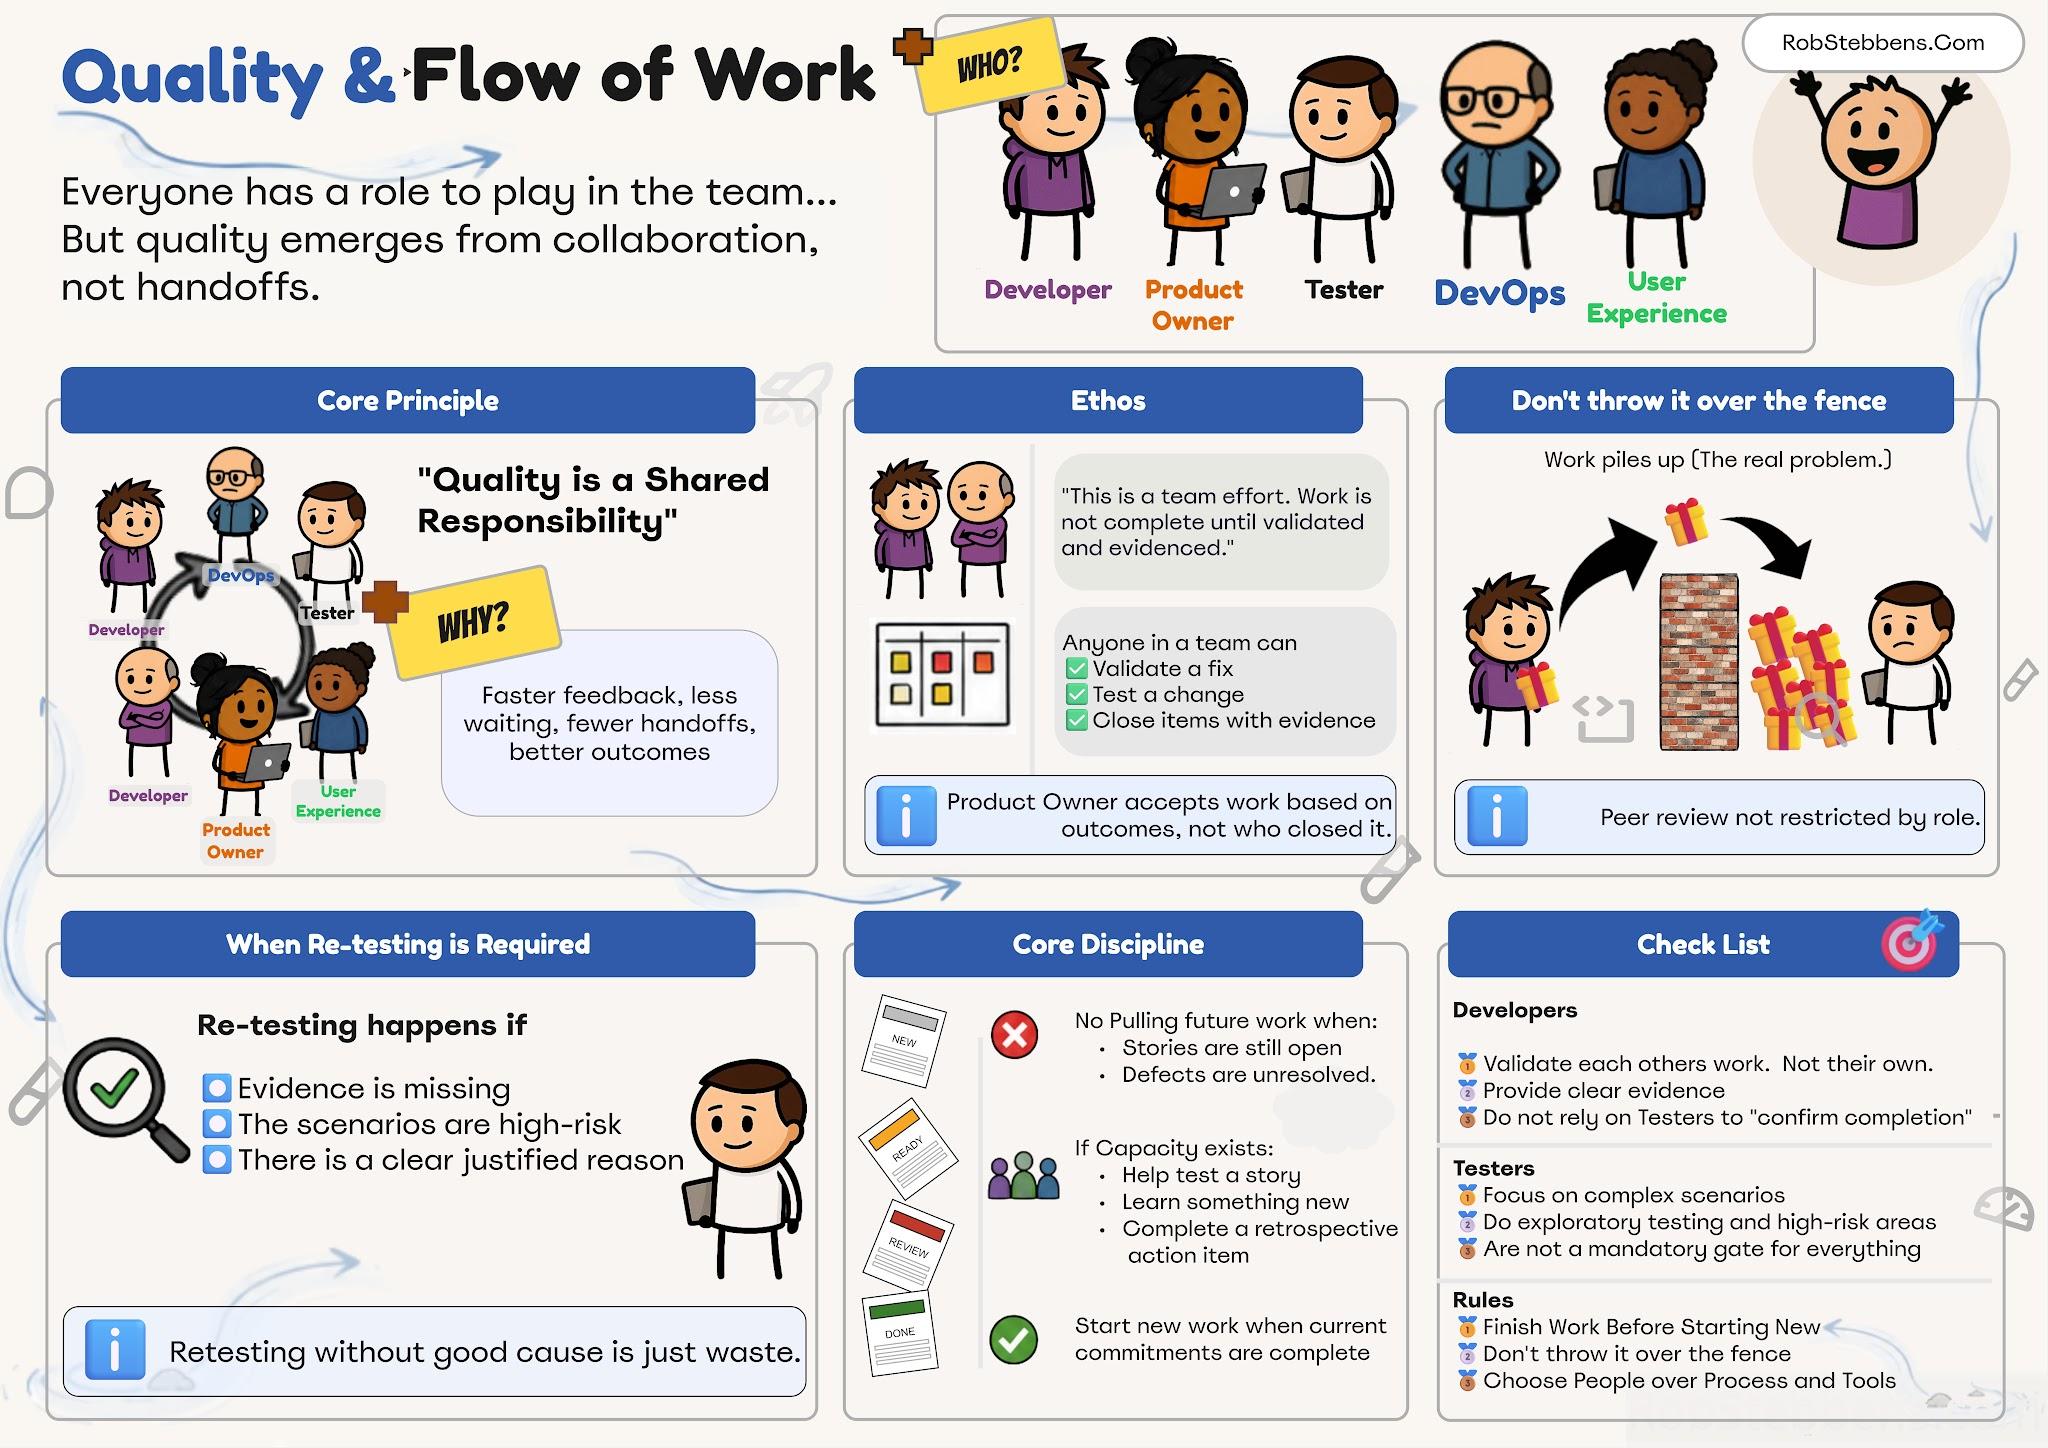 Quality & Flow of Work
Everyone has a role to play in the team...
But quality emerges from collaboration,
not handoffs.
WHO?
RobStebbens.Com
Developer
Product
Owner
Tester
DevOps
User
Experience
Core Principle
"Quality is a Shared
Responsibility"
DevOps
Tester
Developer
Developer
Product
Owner
User
Experience
WHY?
Faster feedback, less
waiting, fewer handoffs,
better outcomes
Ethos
"This is a team effort. Work is
not complete until validated
and evidenced."
Anyone in a team can
✅ Validate a fix
✅ Test a change
✅ Close items with evidence
Product Owner accepts work based on
outcomes, not who closed it.
Don't throw it over the fence
Work piles up (The real problem.)
Peer review not restricted by role.
When Re-testing is Required
Re-testing happens if
Evidence is missing
The scenarios are high-risk
There is a clear justified reason
Retesting without good cause is just waste.
Core Discipline
NEW
READY
REVIEW
DONE
No Pulling future work when:
• Stories are still open
• Defects are unresolved.
If Capacity exists:
• Help test a story
• Learn something new
• Complete a retrospective
action item
Start new work when current
commitments are complete
Check List
Developers
🥇 Validate each others work.  Not their own.
🥈 Provide clear evidence
🥉 Do not rely on Testers to "confirm completion"
Testers
🥇 Focus on complex scenarios
🥈 Do exploratory testing and high-risk areas
🥉 Are not a mandatory gate for everything
Rules
🥇 Finish Work Before Starting New
🥈 Don't throw it over the fence
🥉 Choose People over Process and Tools